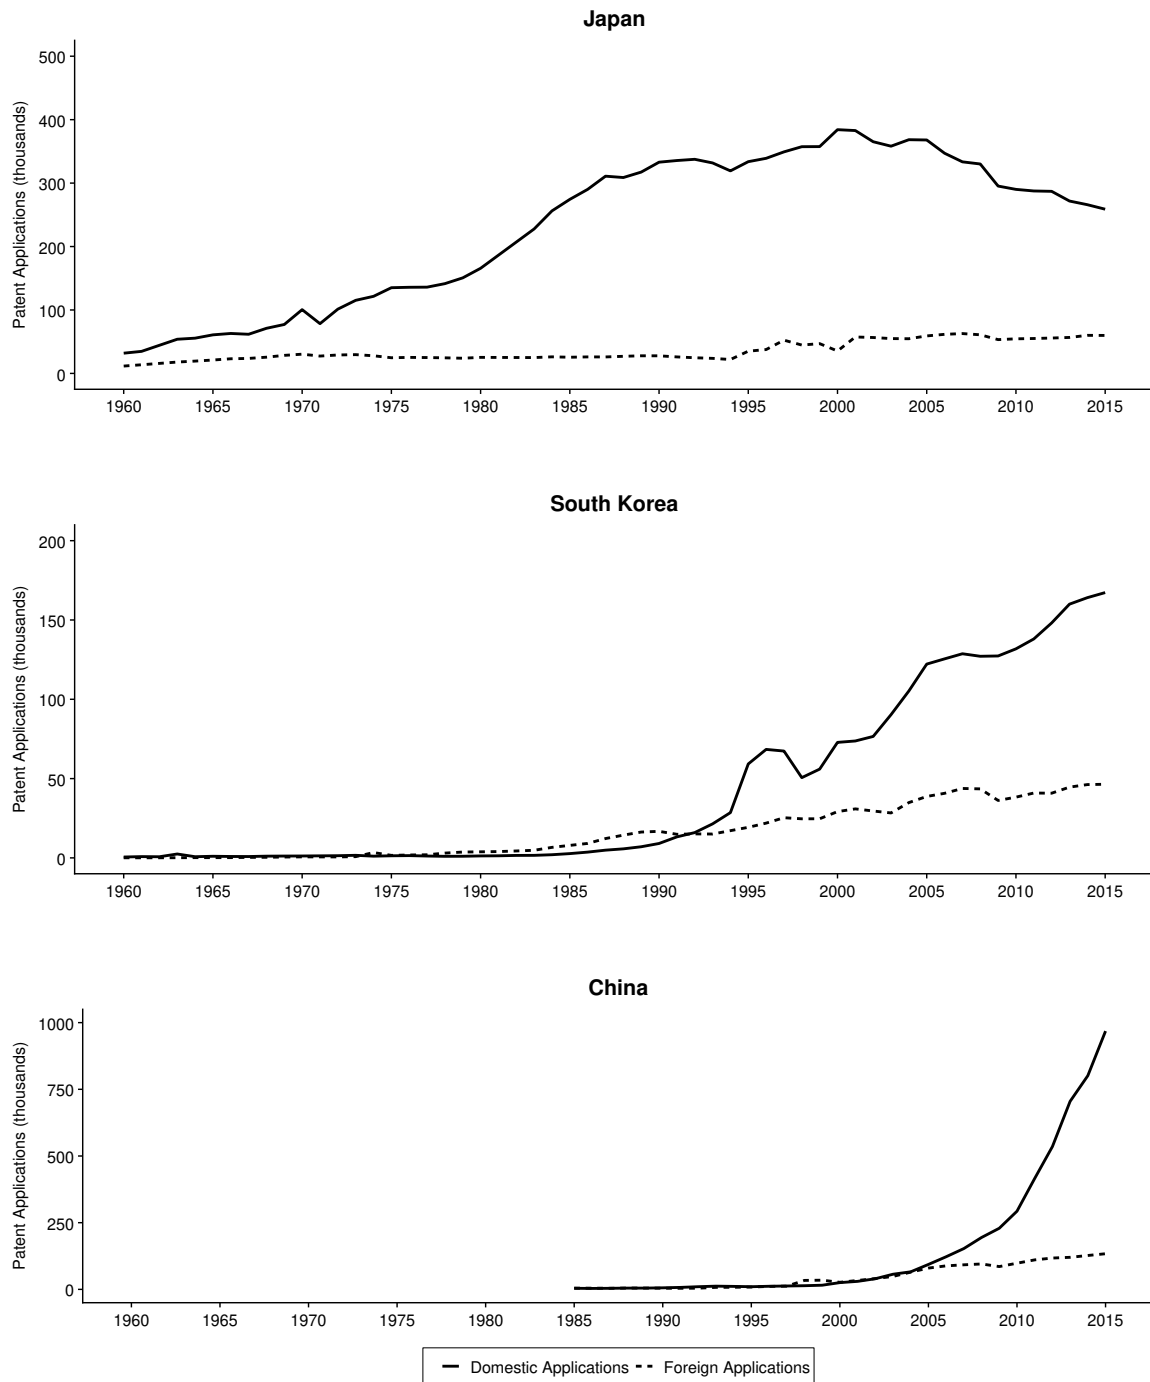 Japan
Patent Applications (thousands)
500
400
300
200
100
0
1960 1965 1970 1975 1980 1985 1990 1995 2000 2005 2010 2015
South Korea
Patent Applications (thousands)
200
150
100
50
0
1960 1965 1970 1975 1980 1985 1990 1995 2000 2005 2010 2015
China
Patent Applications (thousands)
1000
750
500
250
0
1960 1965 1970 1975 1980 1985 1990 1995 2000 2005 2010 2015
Domestic Applications Foreign Applications